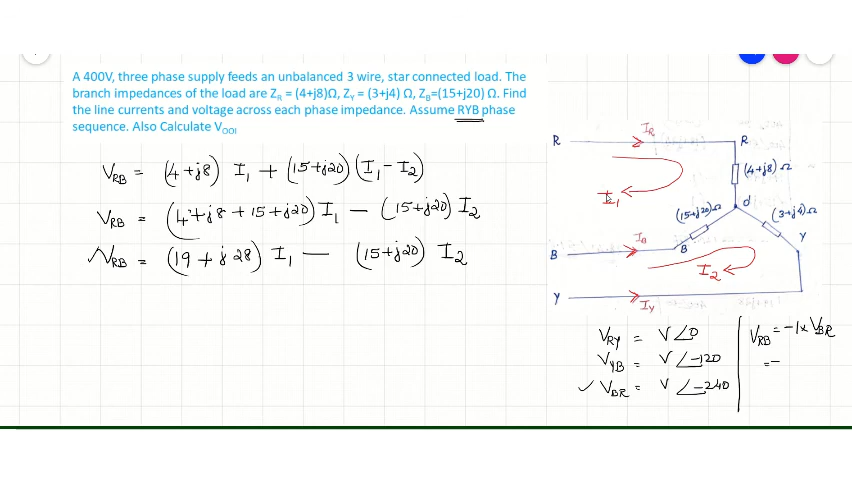 A 400V, three phase supply feeds an unbalanced 3 wire, star connected load. The
branch impedances of the load are Z_R = (4+j8)Ω, Z_Y = (3+j4) Ω, Z_B=(15+j20) Ω. Find
the line currents and voltage across each phase impedance. Assume RYB phase
sequence. Also Calculate V_OO|
V_RB = (4+j8) I_1 + (15+j20)(I_1 - I_2)
V_RB = (4+j8 + 15+j20) I_1 - (15+j20) I_2
V_RB = (19 + j 28) I_1 - (15+j20) I_2
R I_R R
(4+j8) Ω
I_1
(15+j20) Ω d (3+j4) Ω
B I_B B Y
I_2
Y I_Y
V_RY = V∠0
V_YB = V∠-120
✓ V_BR = V∠-240
V_RB = -1 x V_BR
= -